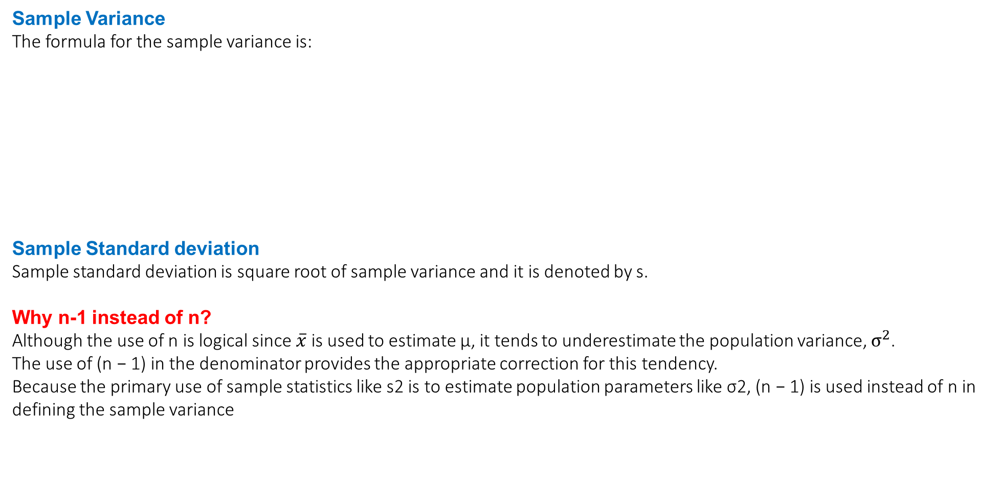 Sample Variance
The formula for the sample variance is:
Sample Standard deviation
Sample standard deviation is square root of sample variance and it is denoted by s.
Why n-1 instead of n?
Although the use of n is logical since x̄ is used to estimate μ, it tends to underestimate the population variance, σ².
The use of (n − 1) in the denominator provides the appropriate correction for this tendency.
Because the primary use of sample statistics like s2 is to estimate population parameters like σ2, (n − 1) is used instead of n in
defining the sample variance